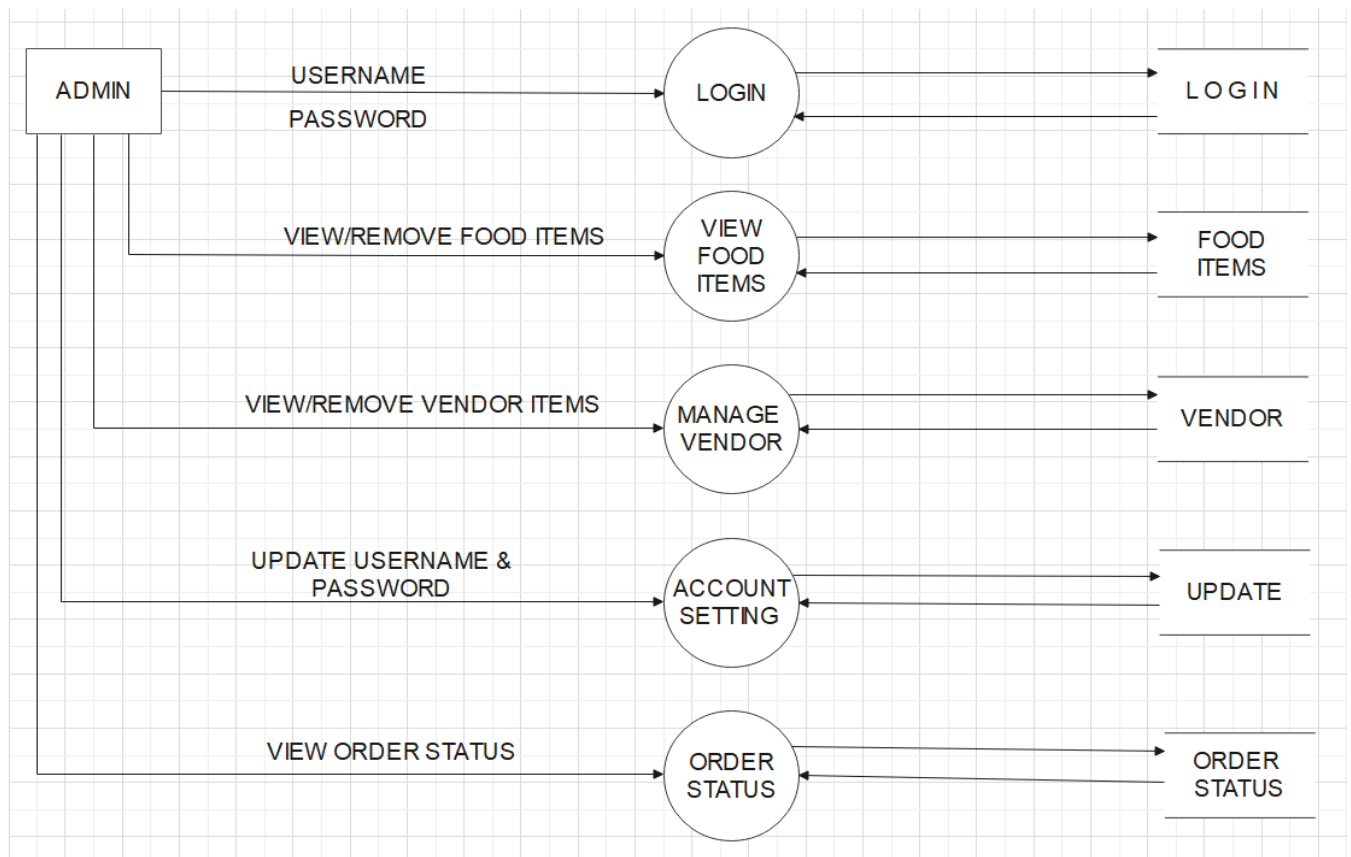 ADMIN
USERNAME
PASSWORD
LOGIN
LOGIN
VIEW/REMOVE FOOD ITEMS
VIEW
FOOD
ITEMS
FOOD
ITEMS
VIEW/REMOVE VENDOR ITEMS
MANAGE
VENDOR
VENDOR
UPDATE USERNAME &
PASSWORD
ACCOUNT
SETTING
UPDATE
VIEW ORDER STATUS
ORDER
STATUS
ORDER
STATUS